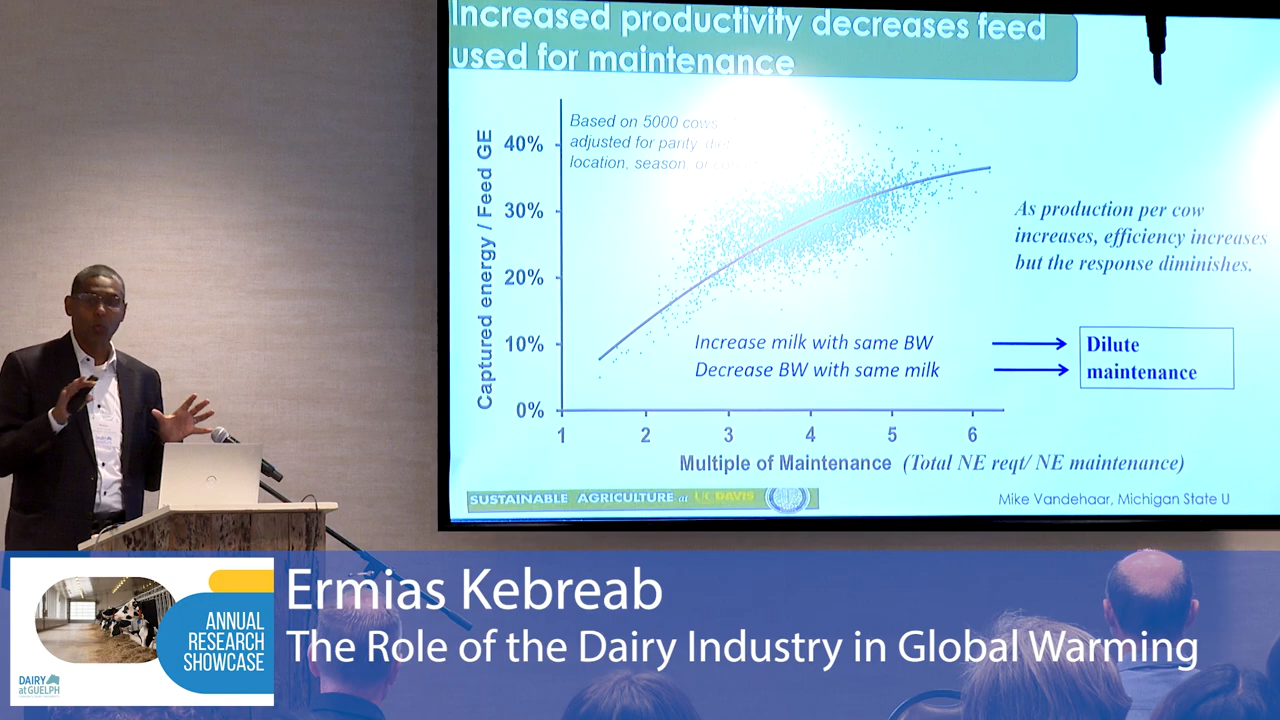 Increased productivity decreases feed
used for maintenance
Based on 5000 cows
adjusted for parity, diet
location, season,
Captured energy / Feed GE
40%
30%
20%
10%
0%
1 2 3 4 5 6
Multiple of Maintenance (Total NE reqt/ NE maintenance)
As production per cow
increases, efficiency increases
but the response diminishes.
Increase milk with same BW
Decrease BW with same milk
Dilute
maintenance
SUSTAINABLE AGRICULTURE at UC DAVIS
Mike Vandehaar, Michigan State U
Ermias Kebreab
The Role of the Dairy Industry in Global Warming
ANNUAL
RESEARCH
SHOWCASE
DAIRY
at GUELPH